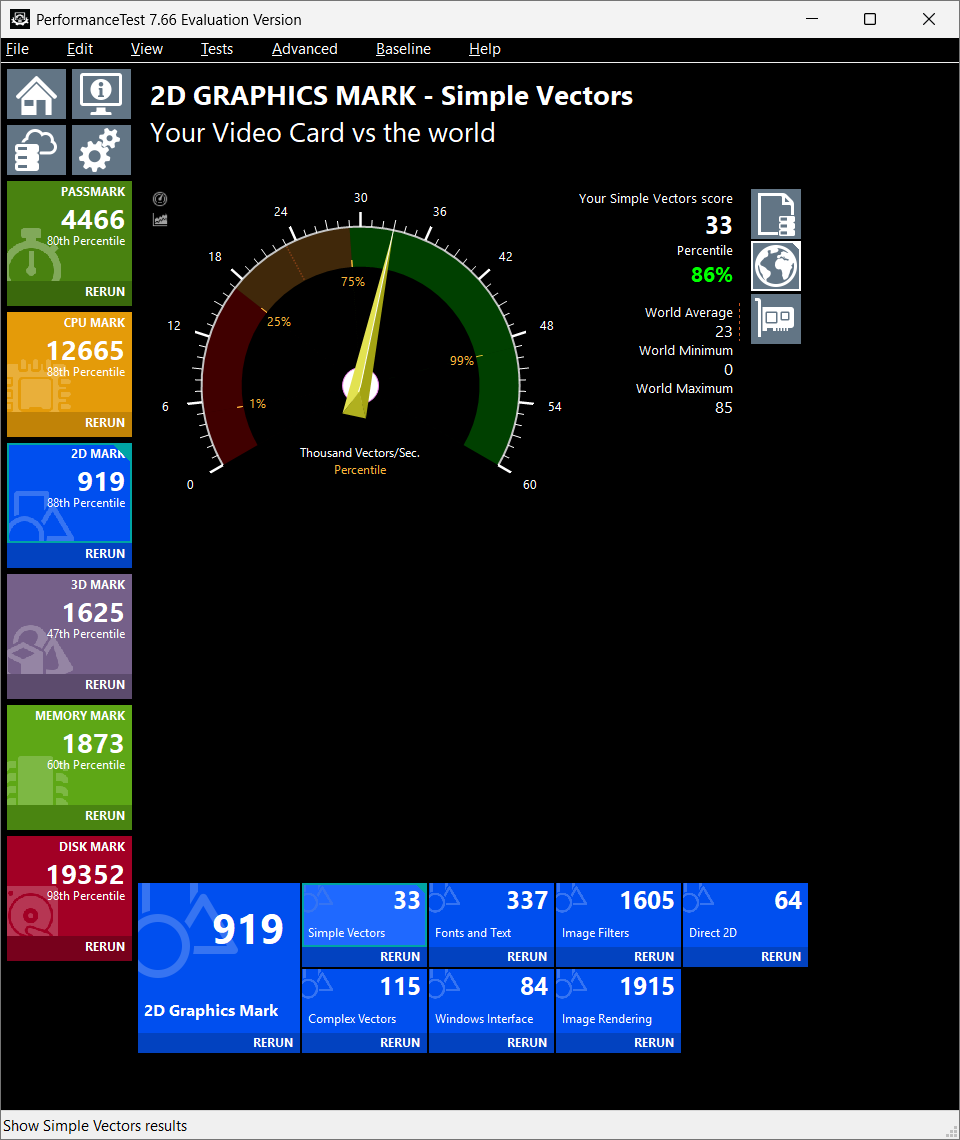 PerformanceTest 7.66 Evaluation Version
File Edit View Tests Advanced Baseline Help
2D GRAPHICS MARK - Simple Vectors
Your Video Card vs the world
PASSMARK
4466
80th Percentile
RERUN
CPU MARK
12665
88th Percentile
RERUN
2D MARK
919
88th Percentile
RERUN
3D MARK
1625
47th Percentile
RERUN
MEMORY MARK
1873
60th Percentile
RERUN
DISK MARK
19352
98th Percentile
RERUN
0
6
12
18
24
30
36
42
48
54
60
1%
25%
75%
99%
Thousand Vectors/Sec.
Percentile
Your Simple Vectors score
33
Percentile
86%
World Average
23
World Minimum
0
World Maximum
85
919
2D Graphics Mark
RERUN
33
Simple Vectors
RERUN
337
Fonts and Text
RERUN
1605
Image Filters
RERUN
64
Direct 2D
RERUN
115
Complex Vectors
RERUN
84
Windows Interface
RERUN
1915
Image Rendering
RERUN
Show Simple Vectors results